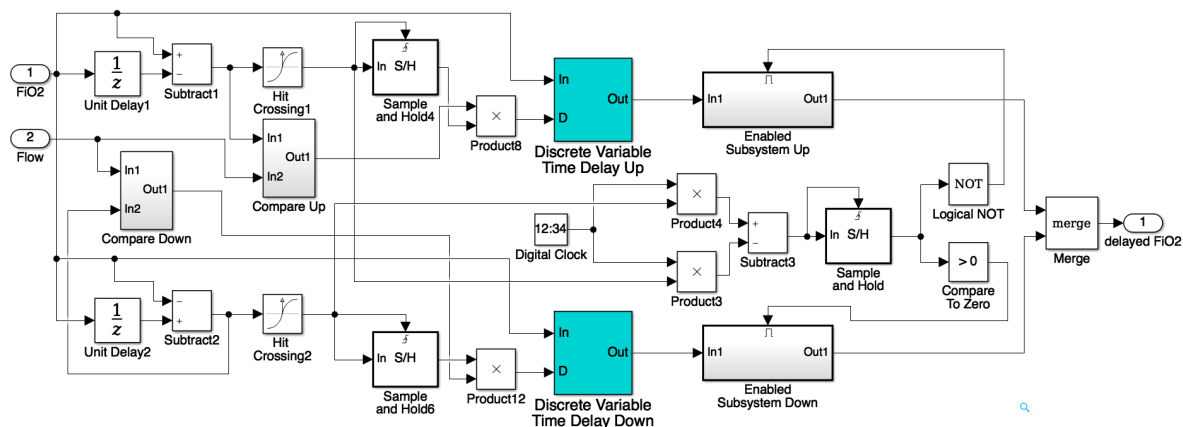 1
FiO2
1
z
Unit Delay1
+
−
Subtract1
Hit
Crossing1
In S/H
Sample
and Hold4
2
Flow
In1
In2
Out1
Compare Down
In1
In2
Out1
Compare Up
×
Product8
In
D
Out
Discrete Variable
Time Delay Up
In1
Out1
Enabled
Subsystem Up
12:34
Digital Clock
×
Product4
×
Product3
+
−
Subtract3
In S/H
Sample
and Hold
NOT
Logical NOT
> 0
Compare
To Zero
merge
Merge
1
delayed FiO2
1
z
Unit Delay2
−
+
Subtract2
Hit
Crossing2
In S/H
Sample
and Hold6
×
Product12
In
D
Out
Discrete Variable
Time Delay Down
In1
Out1
Enabled
Subsystem Down